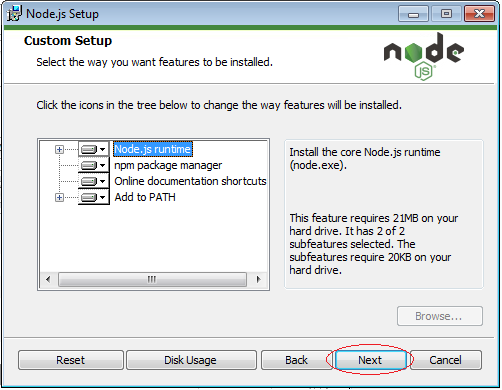 Node.js Setup
Custom Setup
Select the way you want features to be installed.
node
JS
Click the icons in the tree below to change the way features will be installed.
Node.js runtime
npm package manager
Online documentation shortcuts
Add to PATH
Install the core Node.js runtime
(node.exe).
This feature requires 21MB on your
hard drive. It has 2 of 2
subfeatures selected. The
subfeatures require 20KB on your
hard drive.
Browse...
Reset
Disk Usage
Back
Next
Cancel